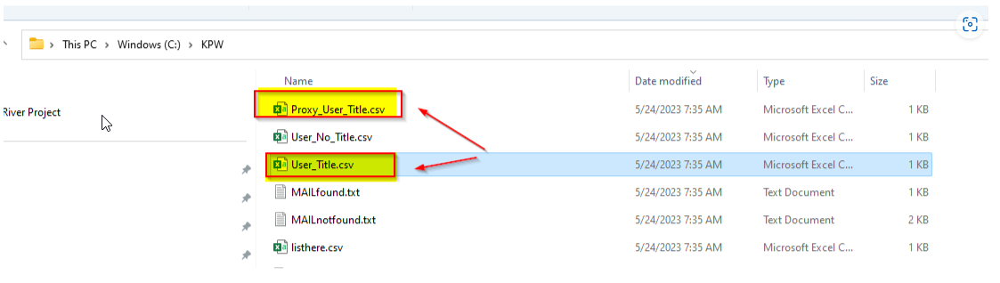 This PC > Windows (C:) > KPW
Name Date modified Type Size
River Project
Proxy_User_Title.csv 5/24/2023 7:35 AM Microsoft Excel C... 1 KB
User_No_Title.csv 5/24/2023 7:35 AM Microsoft Excel C... 1 KB
User_Title.csv 5/24/2023 7:35 AM Microsoft Excel C... 1 KB
MAILfound.txt 5/24/2023 7:35 AM Text Document 1 KB
MAILnotfound.txt 5/24/2023 7:35 AM Text Document 2 KB
listhere.csv 5/24/2023 7:35 AM Microsoft Excel C... 1 KB